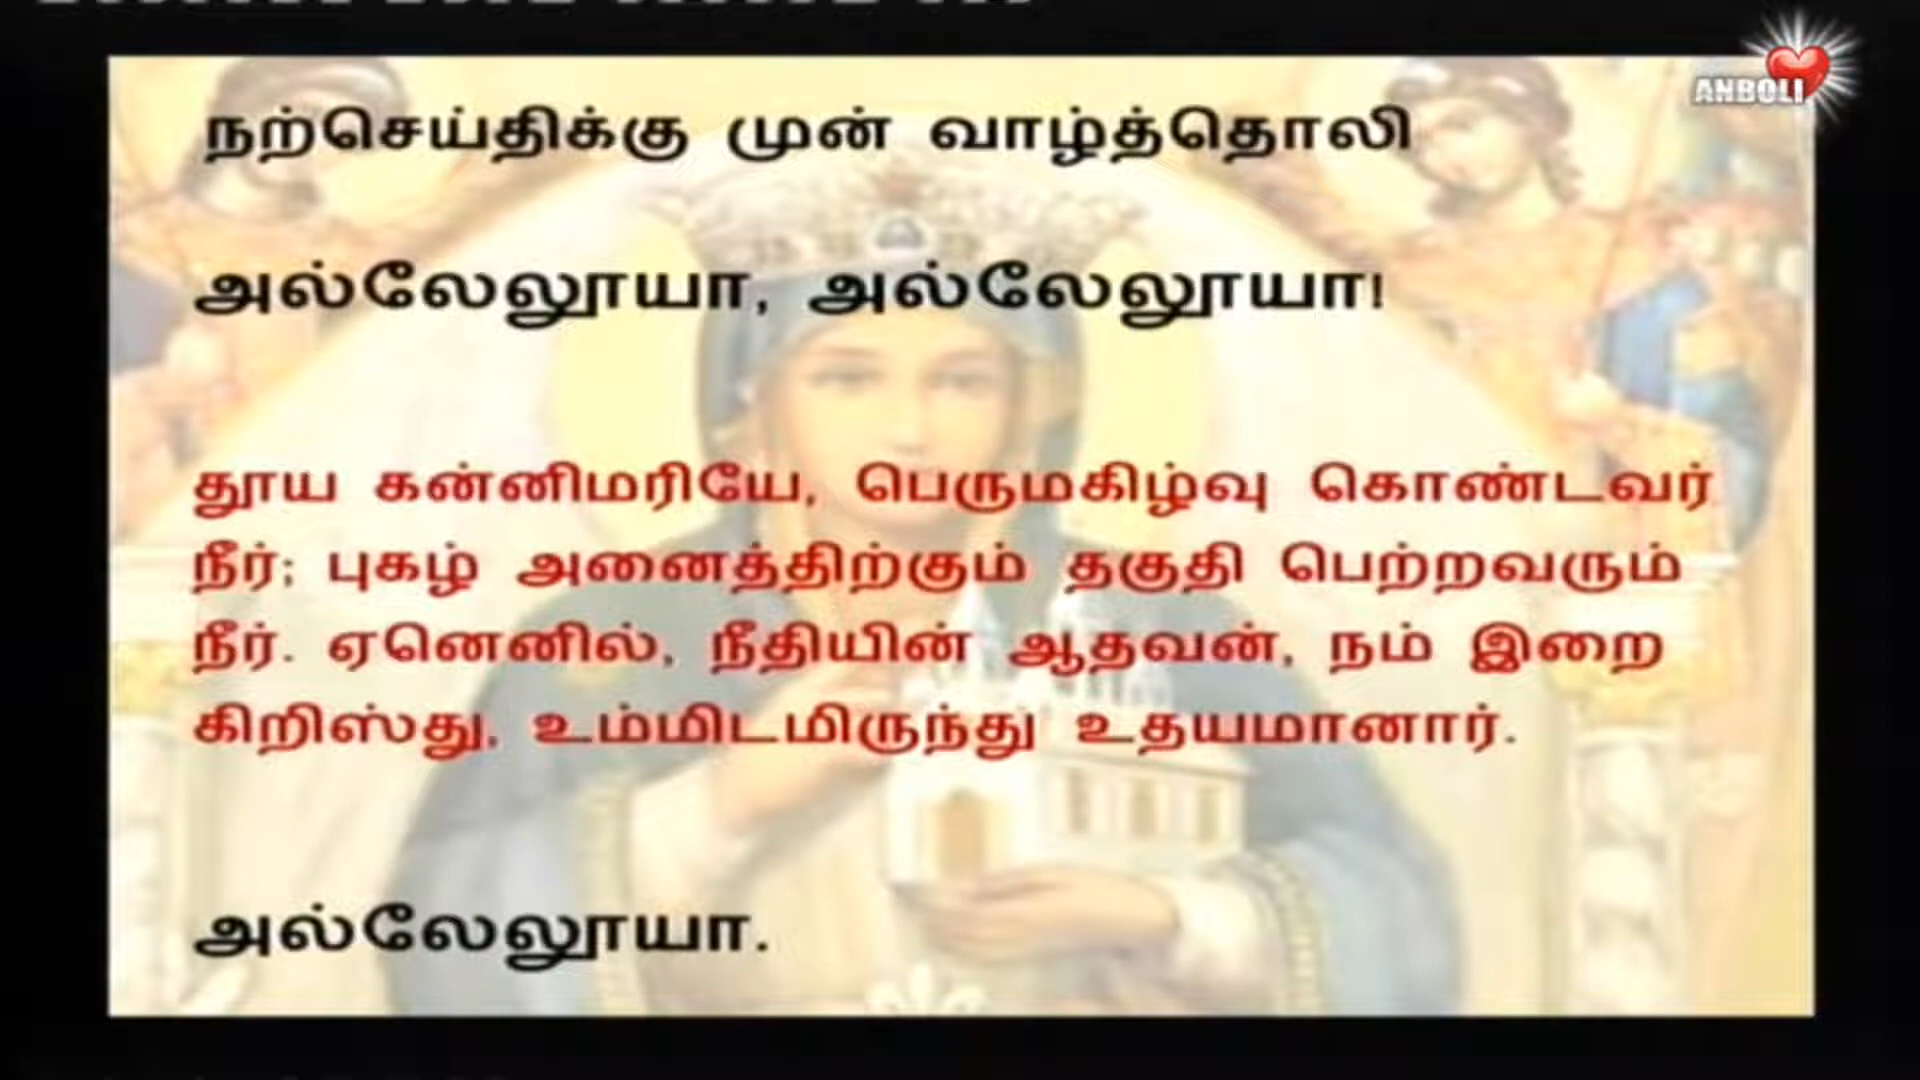 ANBOLI
நற்செய்திக்கு முன் வாழ்த்தொலி
அல்லேலூயா, அல்லேலூயா!
தூய கன்னிமரியே, பெருமகிழ்வு கொண்டவர்
நீர்; புகழ் அனைத்திற்கும் தகுதி பெற்றவரும்
நீர். ஏனெனில், நீதியின் ஆதவன், நம் இறை
கிறிஸ்து, உம்மிடமிருந்து உதயமானார்.
அல்லேலூயா.